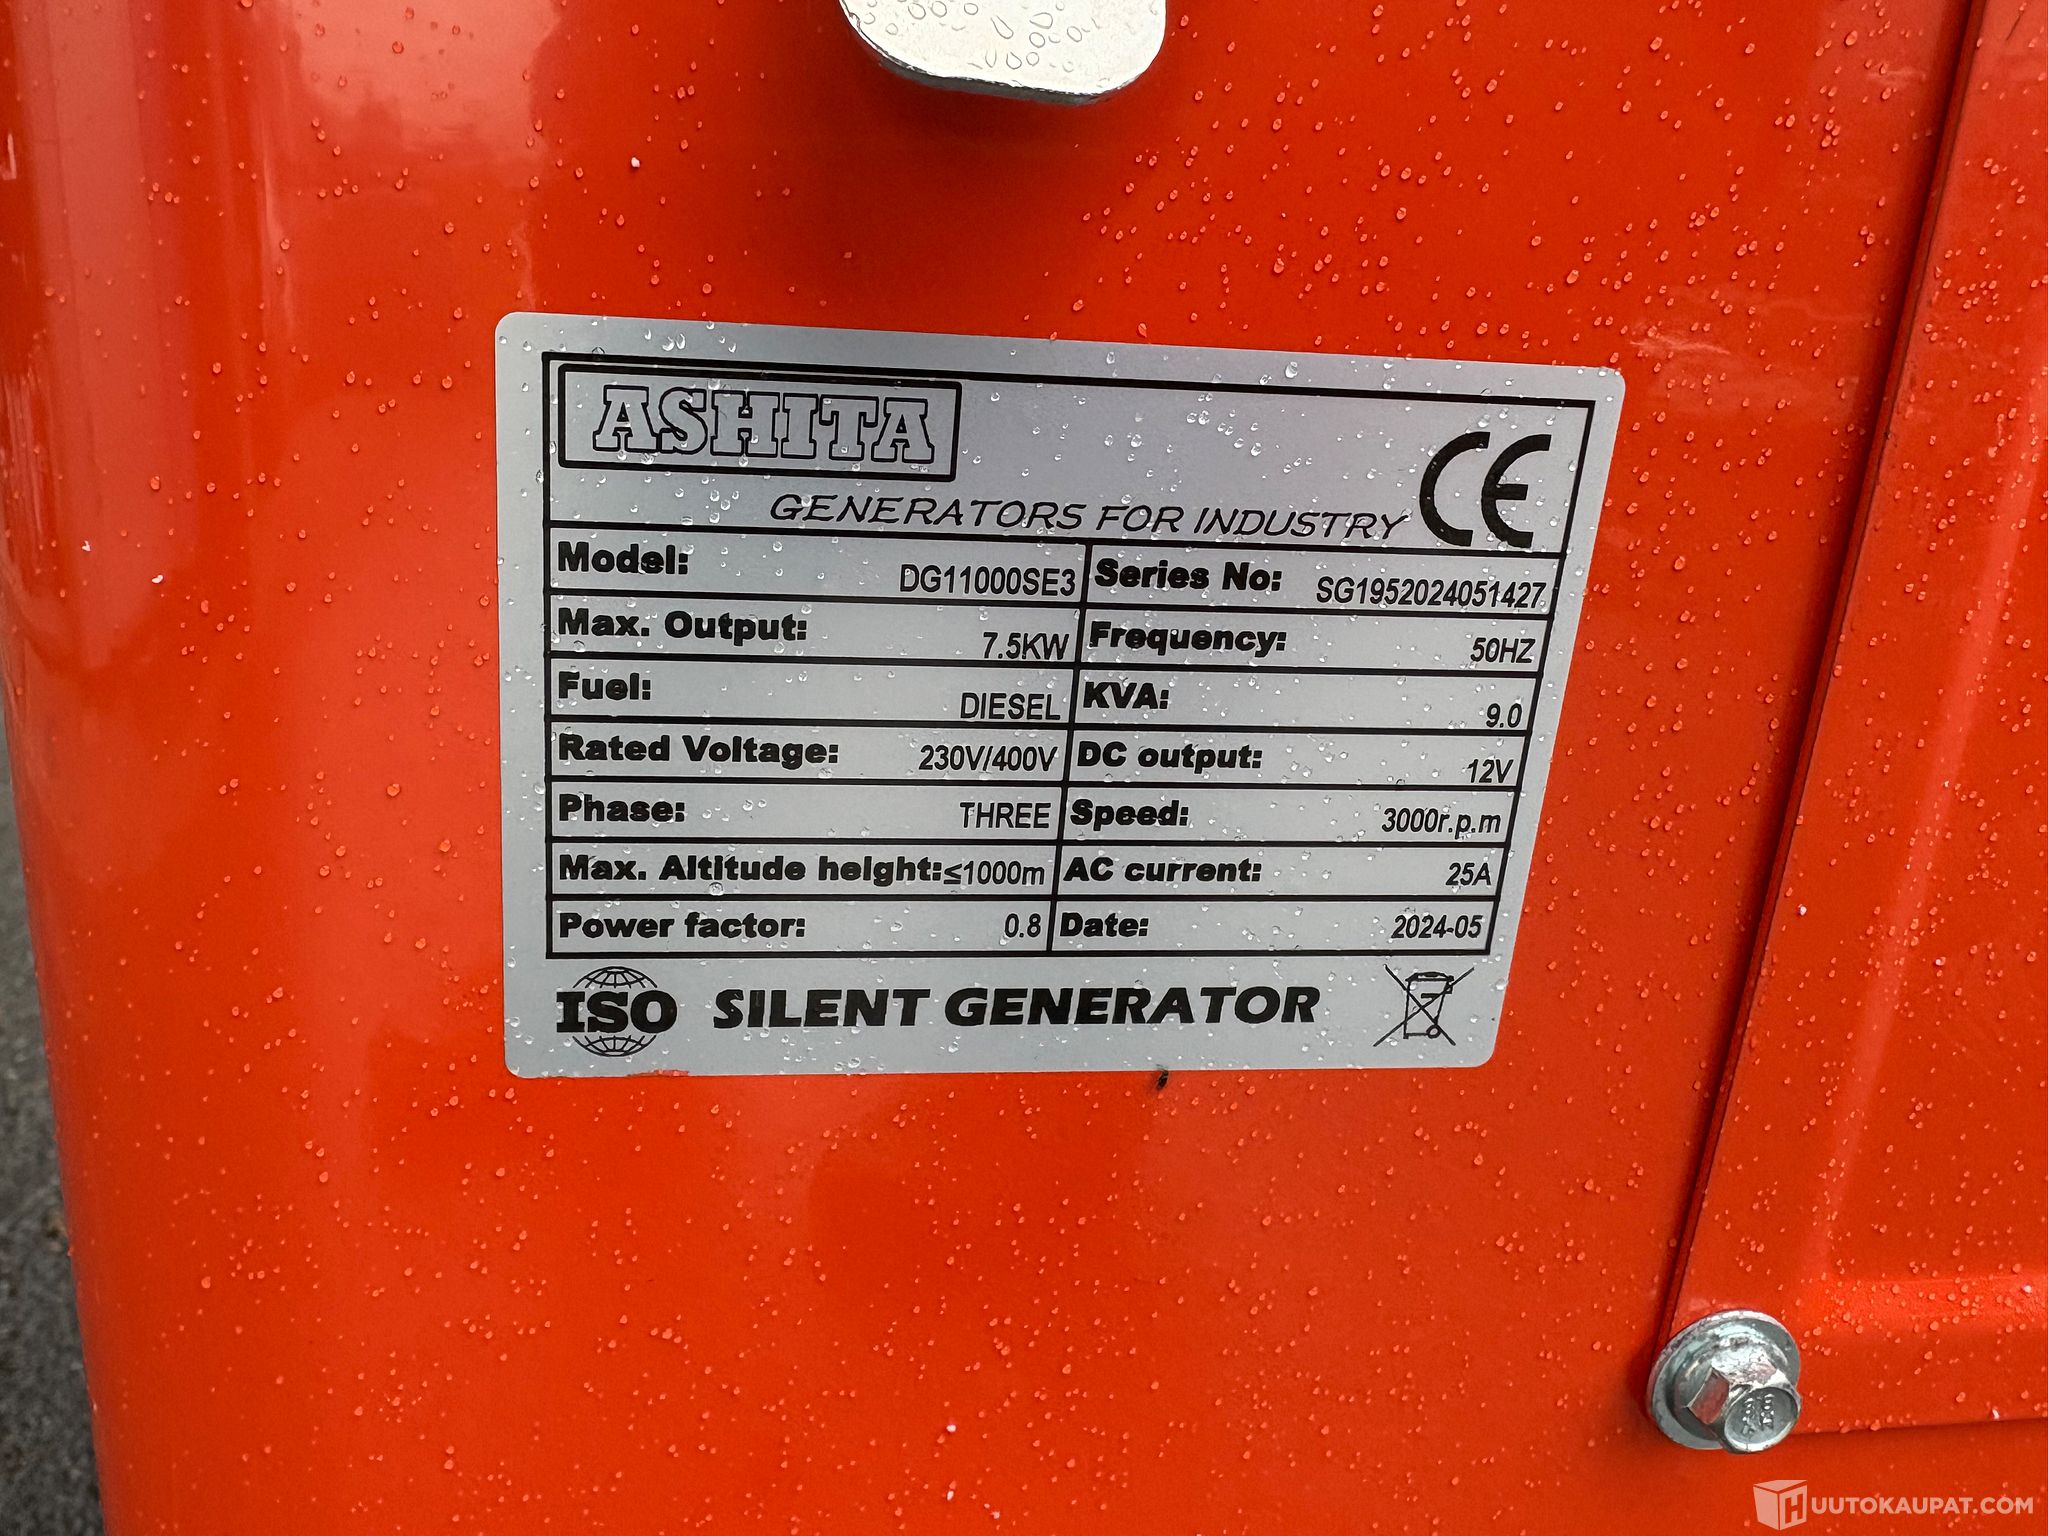 ASHITA
GENERATORS FOR INDUSTRY CE
Model: DG11000SE3 Series No: SG1952024051427
Max. Output: 7.5KW Frequency: 50HZ
Fuel: DIESEL KVA: 9.0
Rated Voltage: 230V/400V DC output: 12V
Phase: THREE Speed: 3000r.p.m
Max. Altitude height: ≤1000m AC current: 25A
Power factor: 0.8 Date: 2024-05
ISO SILENT GENERATOR
HUUTOKAUPAT.COM